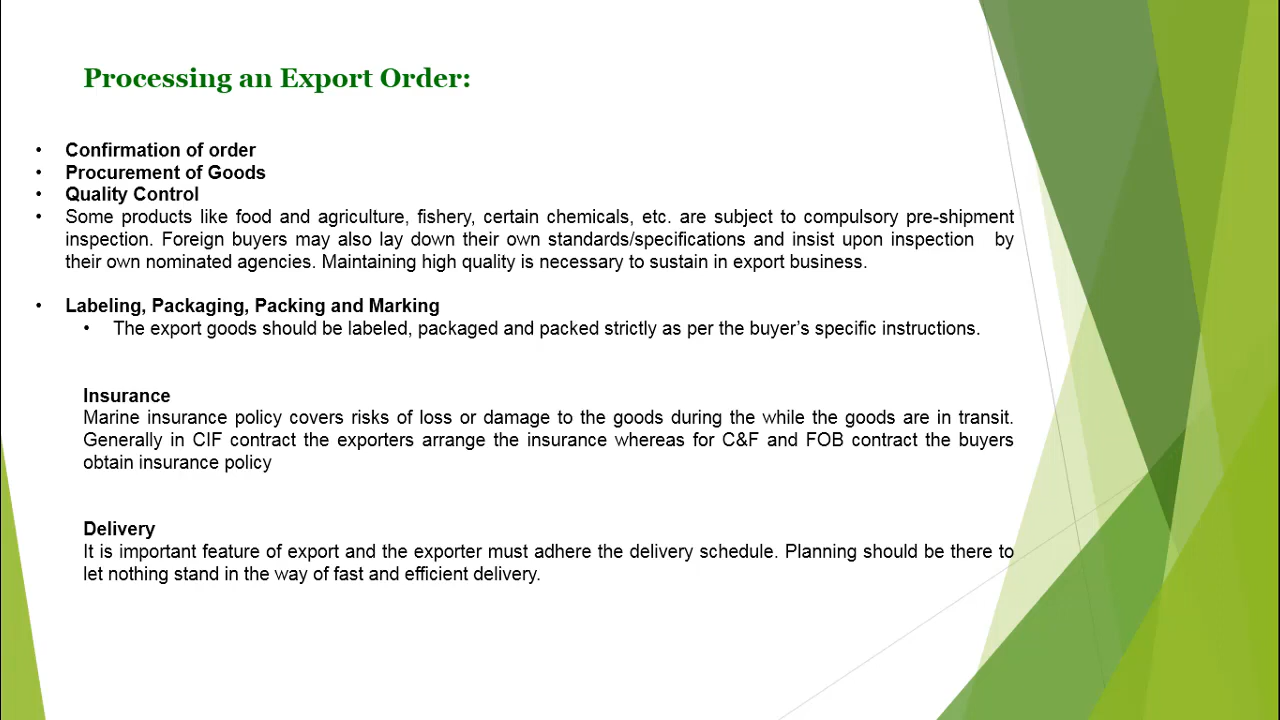 Processing an Export Order:
• Confirmation of order
• Procurement of Goods
• Quality Control
• Some products like food and agriculture, fishery, certain chemicals, etc. are subject to compulsory pre-shipment
inspection. Foreign buyers may also lay down their own standards/specifications and insist upon inspection by
their own nominated agencies. Maintaining high quality is necessary to sustain in export business.
• Labeling, Packaging, Packing and Marking
• The export goods should be labeled, packaged and packed strictly as per the buyer’s specific instructions.
Insurance
Marine insurance policy covers risks of loss or damage to the goods during the while the goods are in transit.
Generally in CIF contract the exporters arrange the insurance whereas for C&F and FOB contract the buyers
obtain insurance policy
Delivery
It is important feature of export and the exporter must adhere the delivery schedule. Planning should be there to
let nothing stand in the way of fast and efficient delivery.